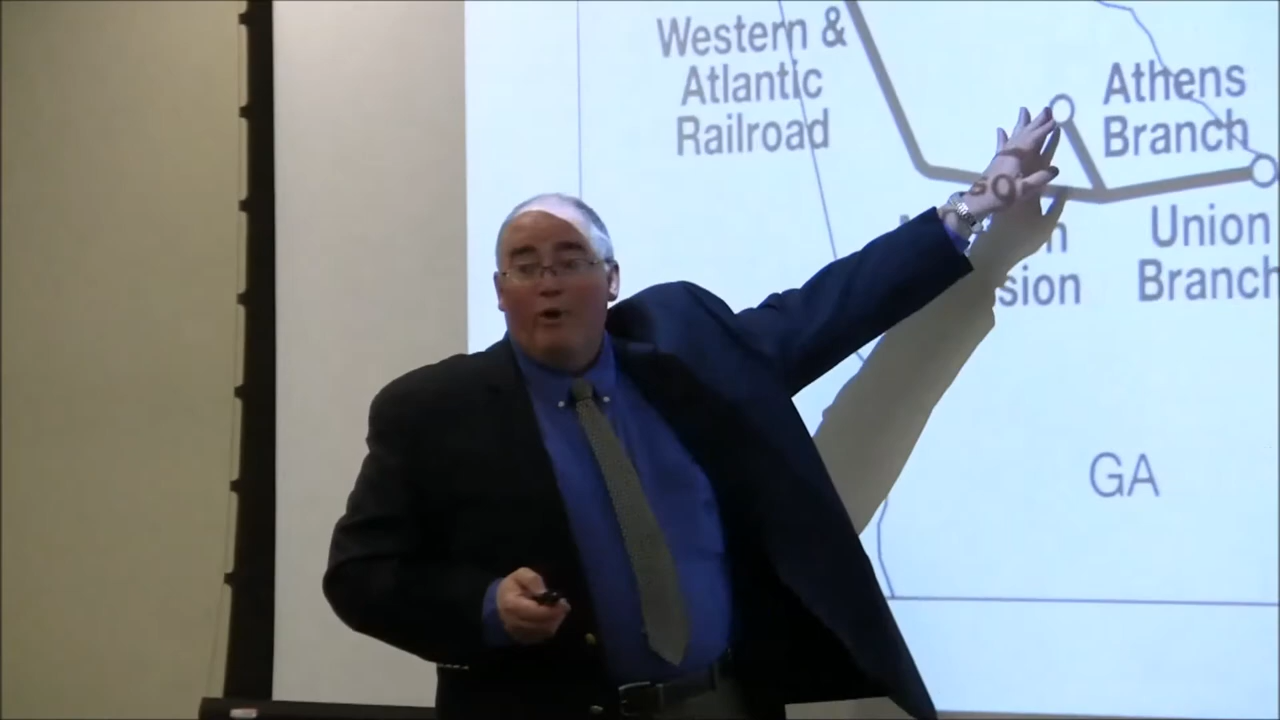 Western &
Atlantic
Railroad
Athens
Branch
Union
Branch
GA